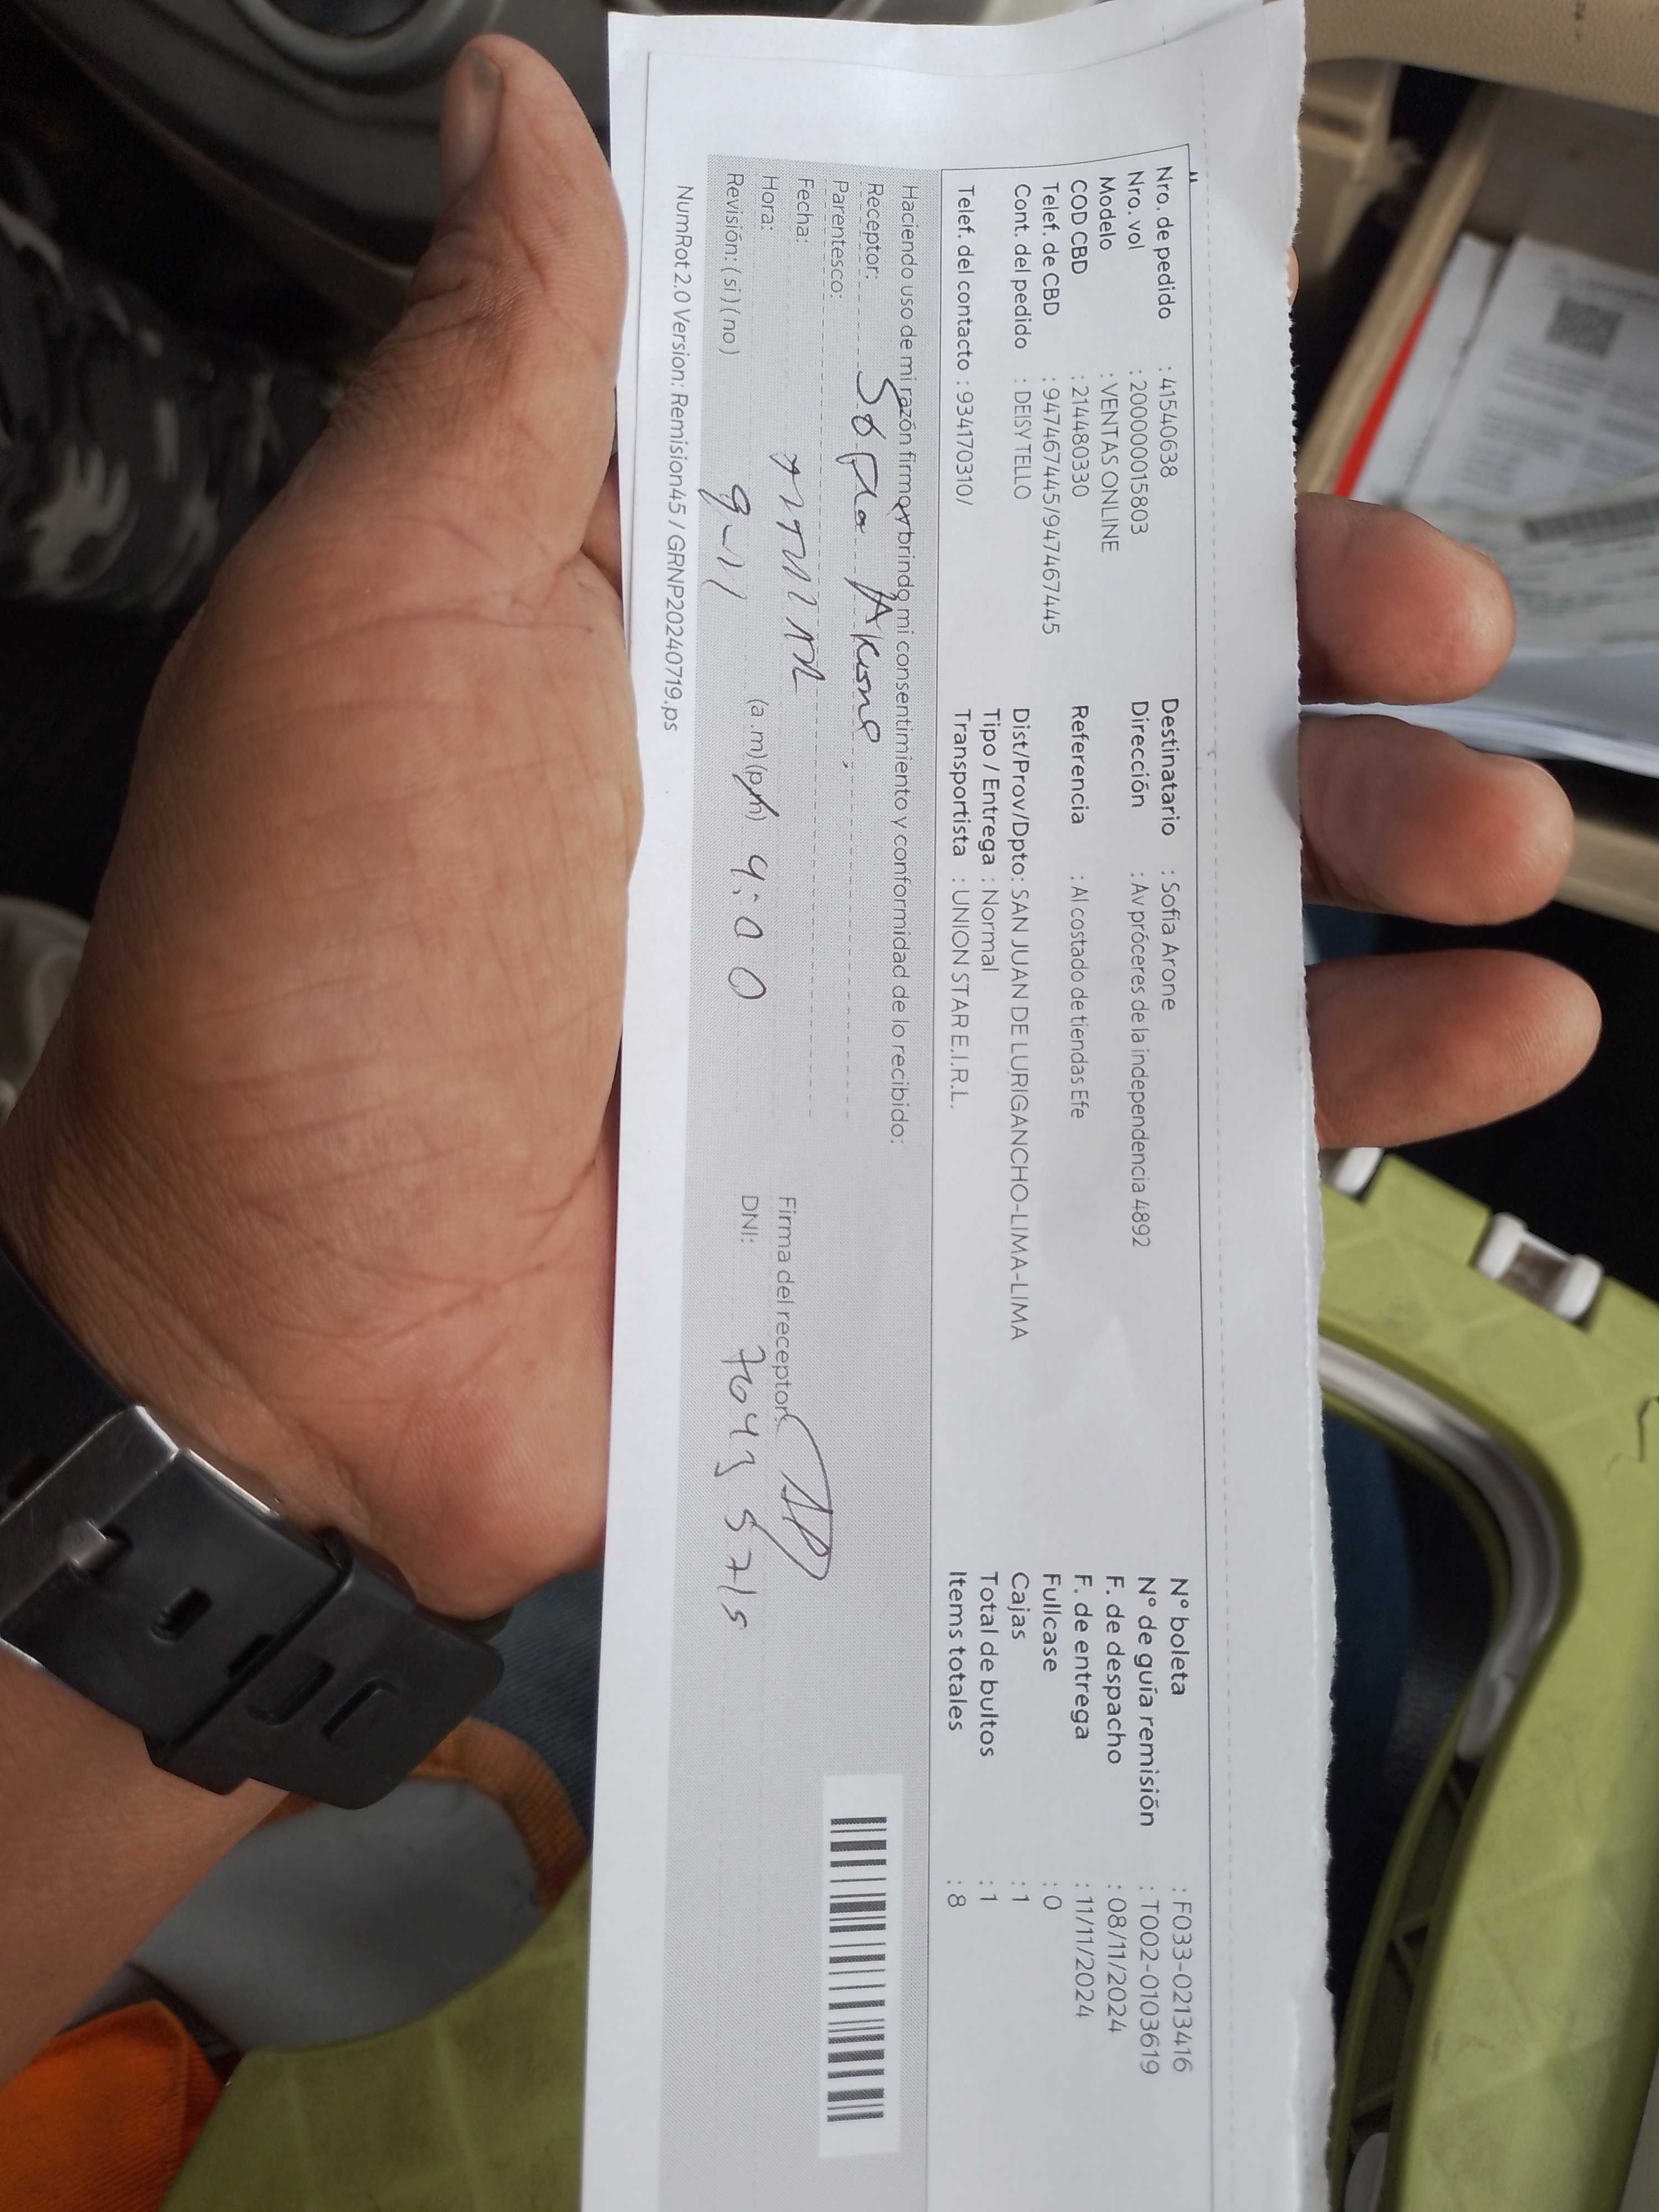 Nro. de pedido : 41540638
Nro. vol : 2000000015803
Modelo : VENTAS ONLINE
COD CBD : 214480330
Telef. de CBD : 947467445/947467445
Cont. del pedido : DEISY TELLO
Telef. del contacto : 934170310/
Destinatario : Sofia Arone
Dirección : Av próceres de la independencia 4892
Referencia : Al costado de tiendas Efe
Dist/Prov/Dpto: SAN JUAN DE LURIGANCHO-LIMA-LIMA
Tipo / Entrega : Normal
Transportista : UNION STAR E.I.R.L.
N° boleta : F033-0213416
N° de guía remisión : T002-0103619
F. de despacho : 08/11/2024
F. de entrega : 11/11/2024
Fullcase : 0
Cajas : 1
Total de bultos : 1
Items totales : 8
Haciendo uso de mi razón firmo y brindo mi consentimiento y conformidad de lo recibido:
Receptor:
Parentesco:
Fecha:
Hora: 9-11 (a.m)(pm) 9:00
Revisión: (si) (no)
Firma del receptor:
DNI: 70435715
NumRot 2.0 Version: Remision45 / GRNP20240719.ps